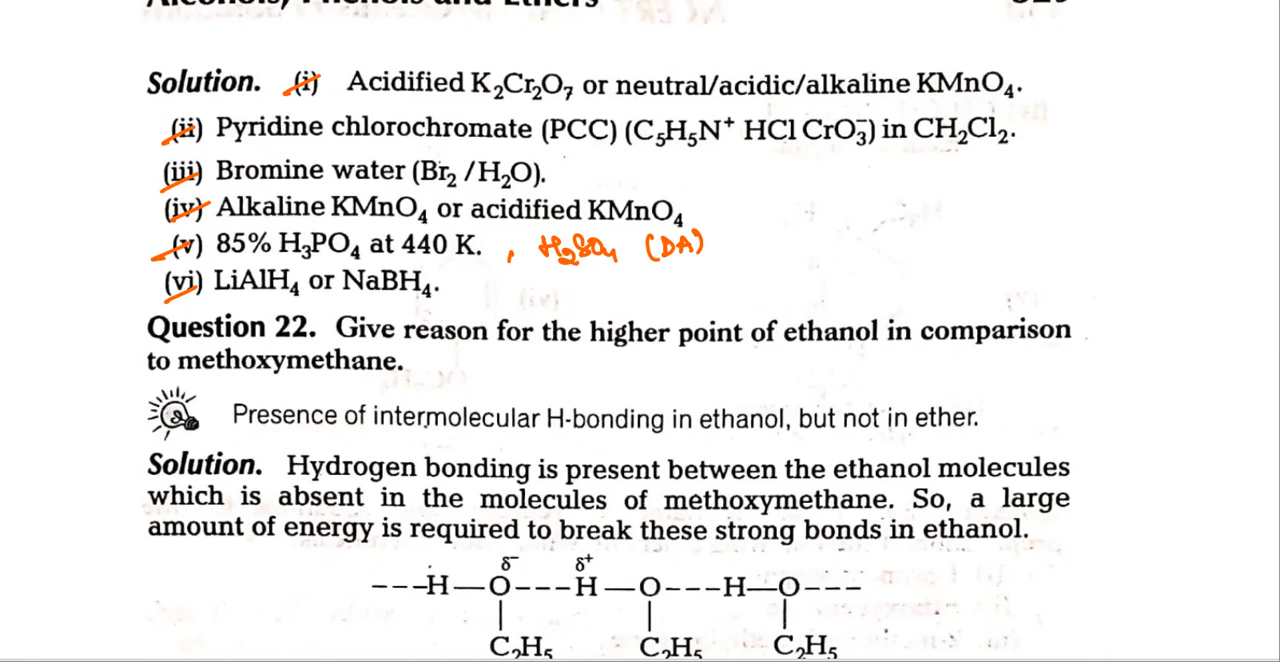 Alcohols, Phenols and Ethers 329
Solution. (i) Acidified K₂Cr₂O₇ or neutral/acidic/alkaline KMnO₄.
(ii) Pyridine chlorochromate (PCC) (C₅H₅N⁺ HCl CrO₃⁻) in CH₂Cl₂.
(iii) Bromine water (Br₂ /H₂O).
(iv) Alkaline KMnO₄ or acidified KMnO₄
(v) 85% H₃PO₄ at 440 K. , H₂SO₄ (DA)
(vi) LiAlH₄ or NaBH₄.
Question 22. Give reason for the higher point of ethanol in comparison
to methoxymethane.
Presence of intermolecular H-bonding in ethanol, but not in ether.
Solution. Hydrogen bonding is present between the ethanol molecules
which is absent in the molecules of methoxymethane. So, a large
amount of energy is required to break these strong bonds in ethanol.
δ⁻ δ⁺
---H—O---H—O---H—O---
C₂H₅ C₂H₅ C₂H₅